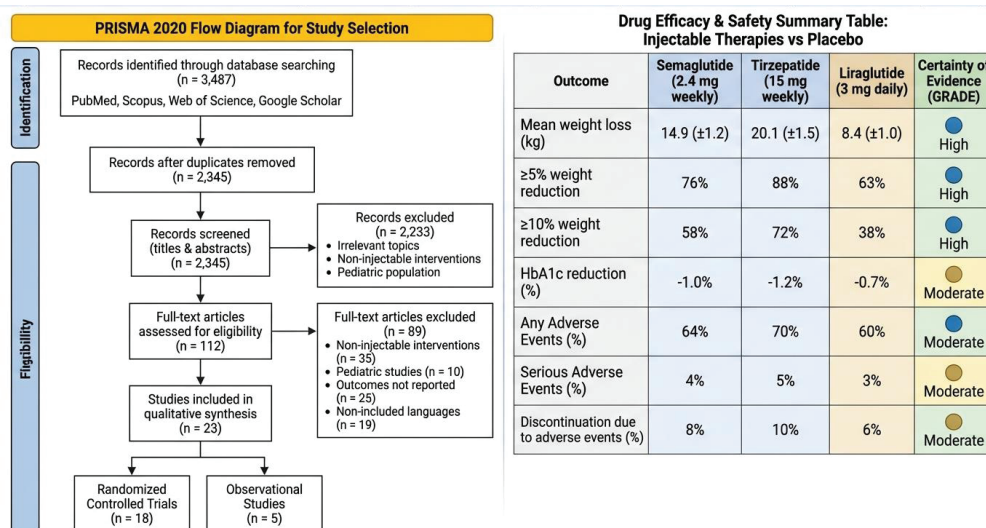 PRISMA 2020 Flow Diagram for Study Selection
Identification
Records identified through database searching
(n = 3,487)
PubMed, Scopus, Web of Science, Google Scholar
Records after duplicates removed
(n = 2,345)
Records screened
(titles & abstracts)
(n = 2,345)
Records excluded
(n = 2,233)
• Irrelevant topics
• Non-injectable interventions
• Pediatric population
Full-text articles
assessed for eligibility
(n = 112)
Full-text articles excluded
(n = 89)
• Non-injectable interventions
(n = 35)
• Pediatric studies (n = 10)
• Outcomes not reported
(n = 25)
• Non-included languages
(n = 19)
Studies included in
qualitative synthesis
(n = 23)
Randomized
Controlled Trials
(n = 18)
Observational
Studies
(n = 5)
Drug Efficacy & Safety Summary Table:
Injectable Therapies vs Placebo
Outcome
Semaglutide
(2.4 mg
weekly)
Tirzepatide
(15 mg
weekly)
Liraglutide
(3 mg daily)
Certainty of
Evidence
(GRADE)
Mean weight loss
(kg)
14.9 (±1.2)
20.1 (±1.5)
8.4 (±1.0)
High
≥5% weight
reduction
76%
88%
63%
High
≥10% weight
reduction
58%
72%
38%
High
HbA1c reduction
(%)
-1.0%
-1.2%
-0.7%
Moderate
Any Adverse
Events (%)
64%
70%
60%
Moderate
Serious Adverse
Events (%)
4%
5%
3%
Moderate
Discontinuation due
to adverse events (%)
8%
10%
6%
Moderate